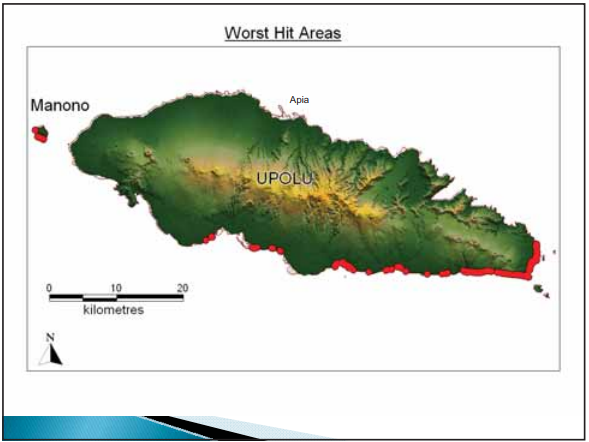 Worst Hit Areas
Apia
Manono
UPOLU
0 10 20
kilometres
N